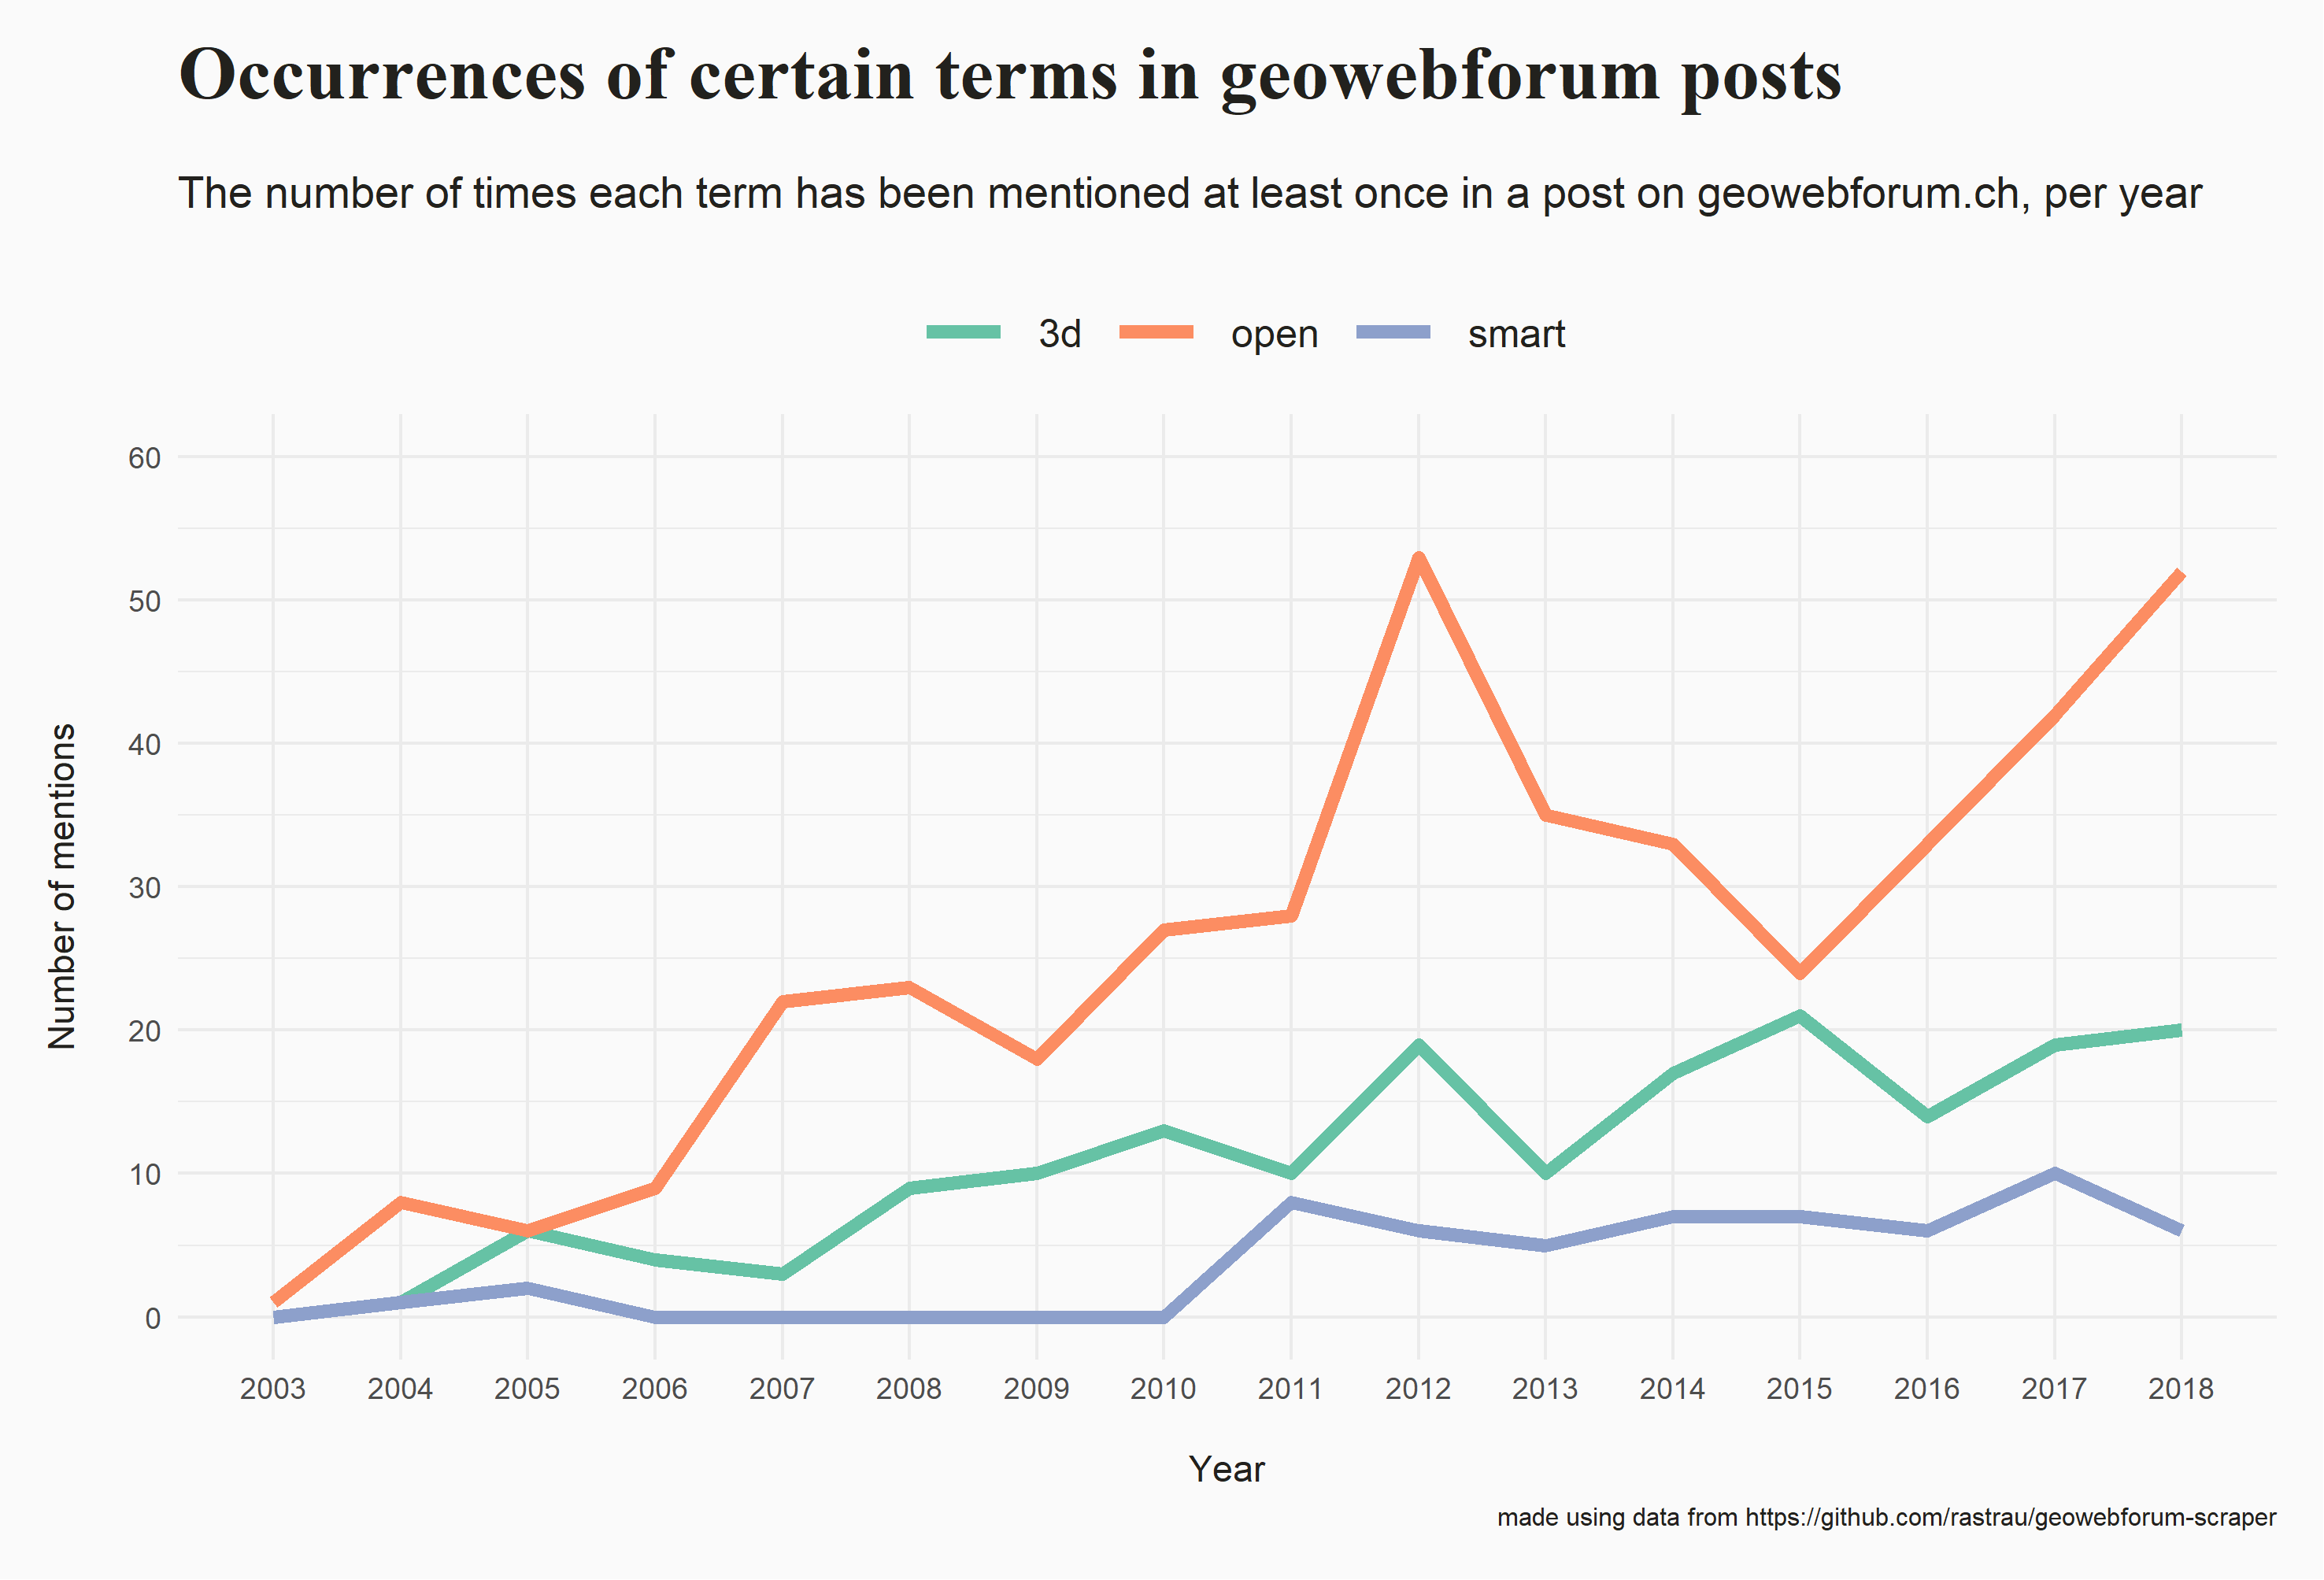 Occurrences of certain terms in geowebforum posts
The number of times each term has been mentioned at least once in a post on geowebforum.ch, per year
3d open smart
60
50
40
30
20
10
0
Number of mentions
2003 2004 2005 2006 2007 2008 2009 2010 2011 2012 2013 2014 2015 2016 2017 2018
Year
made using data from https://github.com/rastrau/geowebforum-scraper